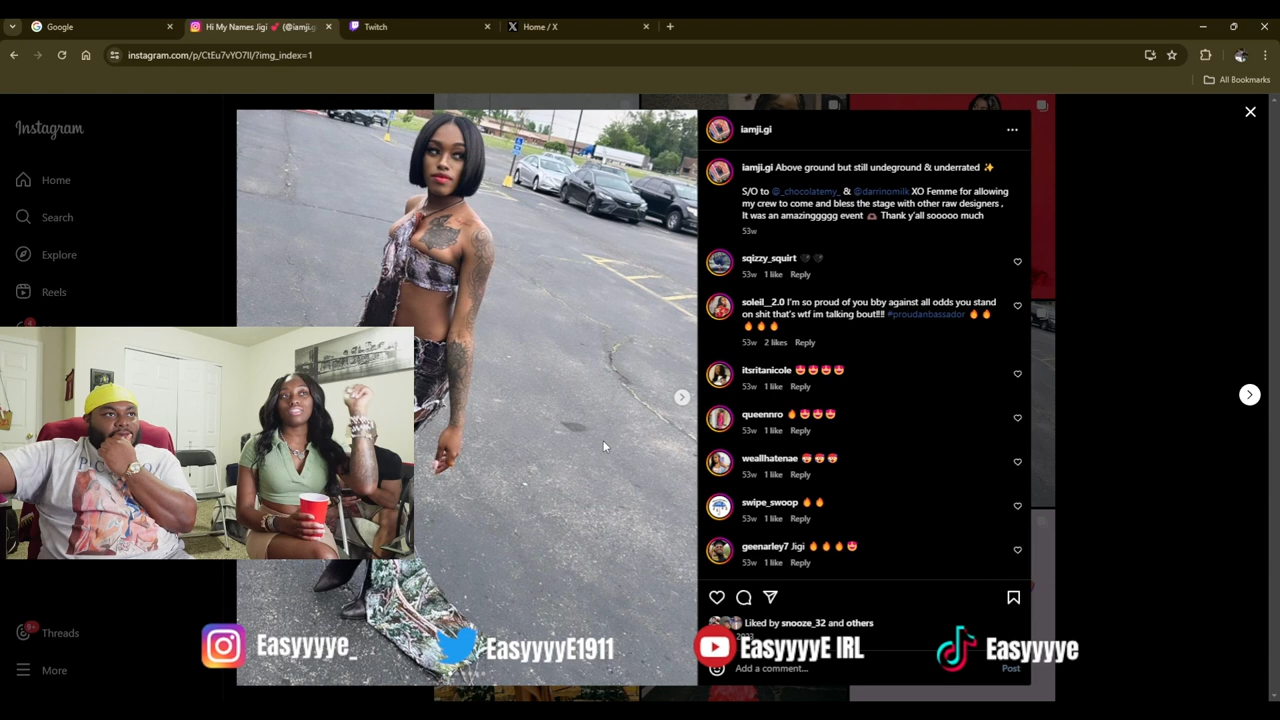 Google
Hi My Names Jigi 💕 (@iamji.g
Twitch
Home / X
instagram.com/p/CtEu7vYO7Il/?img_index=1
All Bookmarks
Instagram
Home
Search
Explore
Reels
Threads
9+
More
iamji.gi
iamji.gi Above ground but still undeground & underrated ✨
S/O to @_chocolatemy_ & @darrinomilk XO Femme for allowing
my crew to come and bless the stage with other raw designers ,
It was an amazinggggg event 🫶🏾 Thank y'all sooooo much
53w
sqizzy_squirt 🖤 🖤
53w 1 like Reply
soleil__2.0 I'm so proud of you bby against all odds you stand
on shit that's wtf im talking bout!!!! #proudanbassador 🔥 🔥
🔥 🔥 🔥
53w 2 likes Reply
itsritanicole 😍 😍 😍 😍
53w 1 like Reply
queennro 🔥 😍 😍 😍
53w 1 like Reply
weallhatenae 😍 😍 😍
53w 1 like Reply
swipe_swoop 🔥 🔥
53w 1 like Reply
geenarley7 Jigi 🔥 🔥 🔥 😍
53w 1 like Reply
Liked by snooze_32 and others
Add a comment...
Post
Easyyyye_
EasyyyyE1911
EasyyyyE IRL
Easyyyye